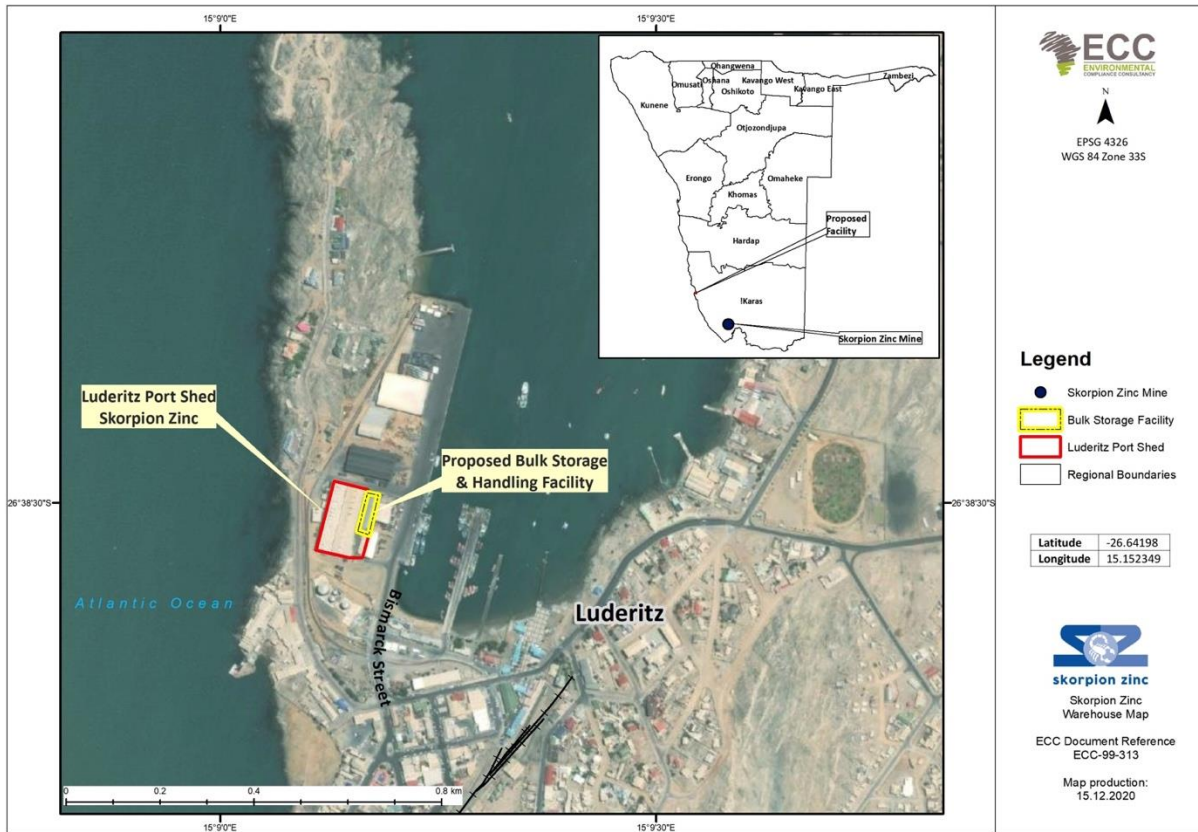 15°9'0"E
15°9'30"E
Ohangwena
Omusati
Oshana
Oshikoto
Kavango West
Kavango East
Zambezi
Kunene
Otjozondjupa
Erongo
Omaheke
Khomas
Hardap
!Karas
Proposed
Facility
Skorpion Zinc Mine
Luderitz Port Shed
Skorpion Zinc
Proposed Bulk Storage
& Handling Facility
26°38'30"S
26°38'30"S
Atlantic Ocean
Bismarck Street
Luderitz
0
0.2
0.4
0.6
0.8 km
15°9'0"E
15°9'30"E
ECC
ENVIRONMENTAL
COMPLIANCE CONSULTANCY
N
EPSG 4326
WGS 84 Zone 33S
Legend
Skorpion Zinc Mine
Bulk Storage Facility
Luderitz Port Shed
Regional Boundaries
Latitude -26.64198
Longitude 15.152349
skorpion zinc
Skorpion Zinc
Warehouse Map
ECC Document Reference
ECC-99-313
Map production:
15.12.2020